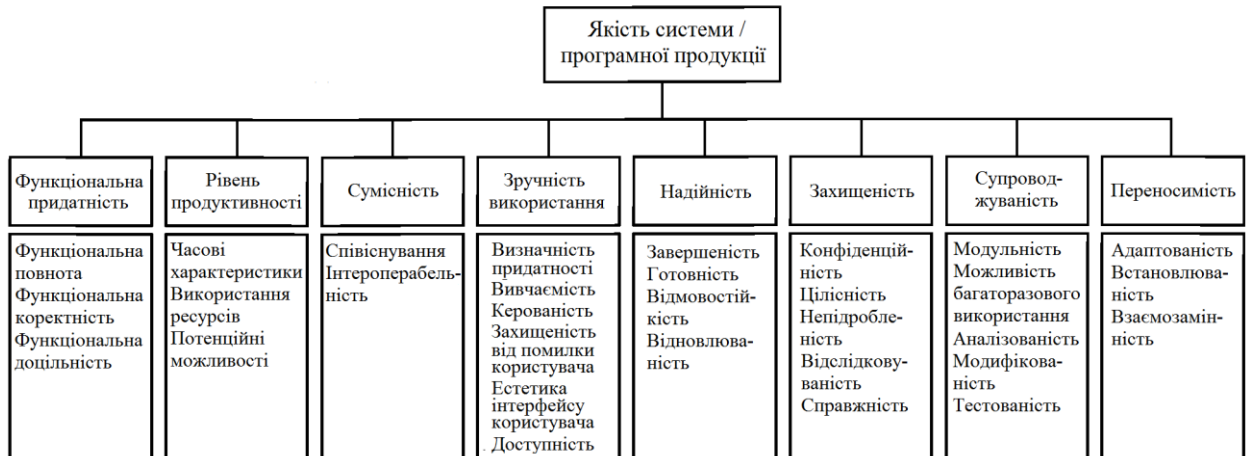 Якість системи /
програмної продукції
Функціональна
придатність
Рівень
продуктивності
Сумісність
Зручність
використання
Надійність
Захищеність
Супровод-
жуваність
Переносимість
Функціональна
повнота
Функціональна
коректність
Функціональна
доцільність
Часові
характеристики
Використання
ресурсів
Потенційні
можливості
Співіснування
Інтероперабель-
ність
Визначність
придатності
Вивчаємість
Керованість
Захищеність
від помилки
користувача
Естетика
інтерфейсу
користувача
Доступність
Завершеність
Готовність
Відмовостій-
кість
Відновлюва-
ність
Конфіденцій-
ність
Цілісність
Непідробле-
ність
Відслідкову-
ваність
Справжність
Модульність
Можливість
багаторазового
використання
Аналізованість
Модифікова-
ність
Тестованість
Адаптованість
Встановлюва-
ність
Взаємозамін-
ність